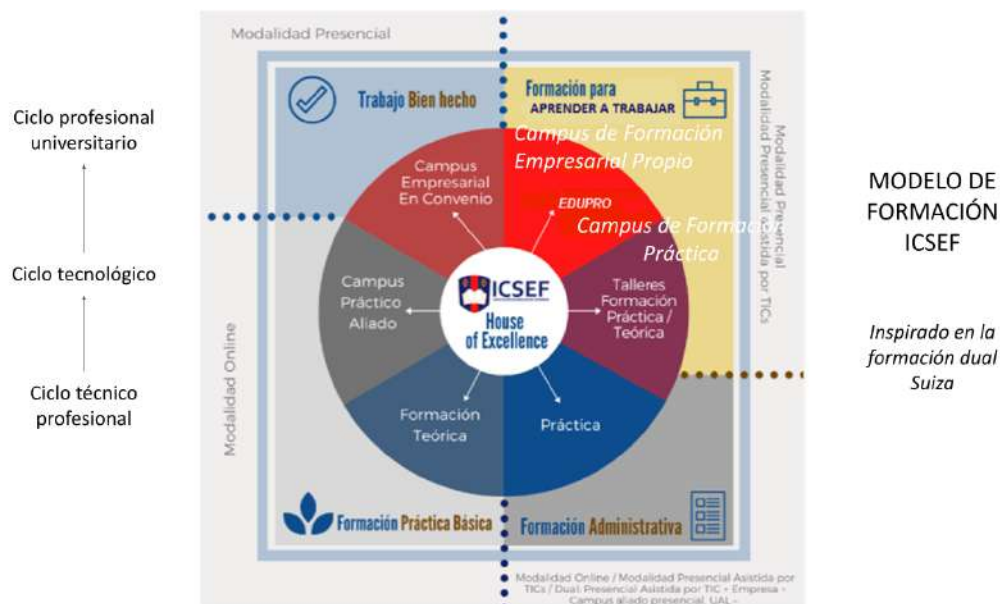 Modalidad Presencial
Trabajo Bien hecho
Formación para
APRENDER A TRABAJAR
Campus de Formación
Empresarial Propio
Campus
Empresarial
En Convenio
EDUPRO
Campus de Formación
Práctica
Campus
Práctico
Aliado
ICSEF
House
of Excellence
Talleres
Formación
Práctica /
Teórica
Formación
Teórica
Práctica
Formación Práctica Básica
Formación Administrativa
Modalidad Online
Modalidad Presencial
Modalidad Presencial Asistida
por TICs
Modalidad Online / Modalidad Presencial Asistida por
TICs / Dual: Presencial Asistida por TIC + Empresa +
Campus aliado presencial. UAL –
Ciclo profesional
universitario
Ciclo tecnológico
Ciclo técnico
profesional
MODELO DE
FORMACIÓN
ICSEF
Inspirado en la
formación dual
Suiza